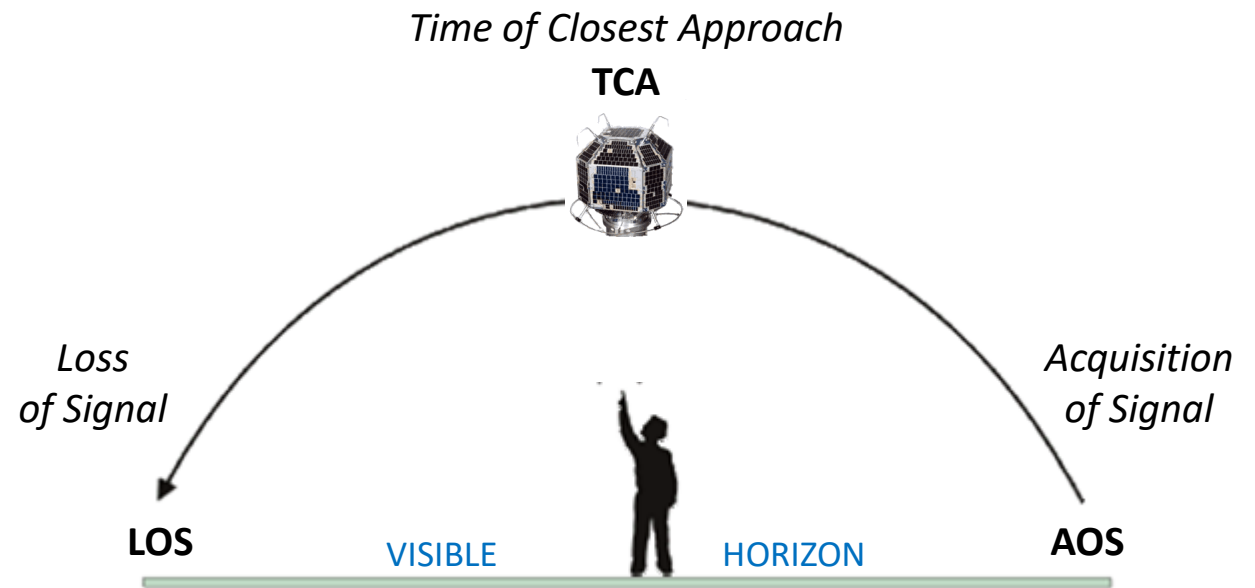 Time of Closest Approach
TCA
Loss
of Signal
Acquisition
of Signal
LOS
VISIBLE
HORIZON
AOS